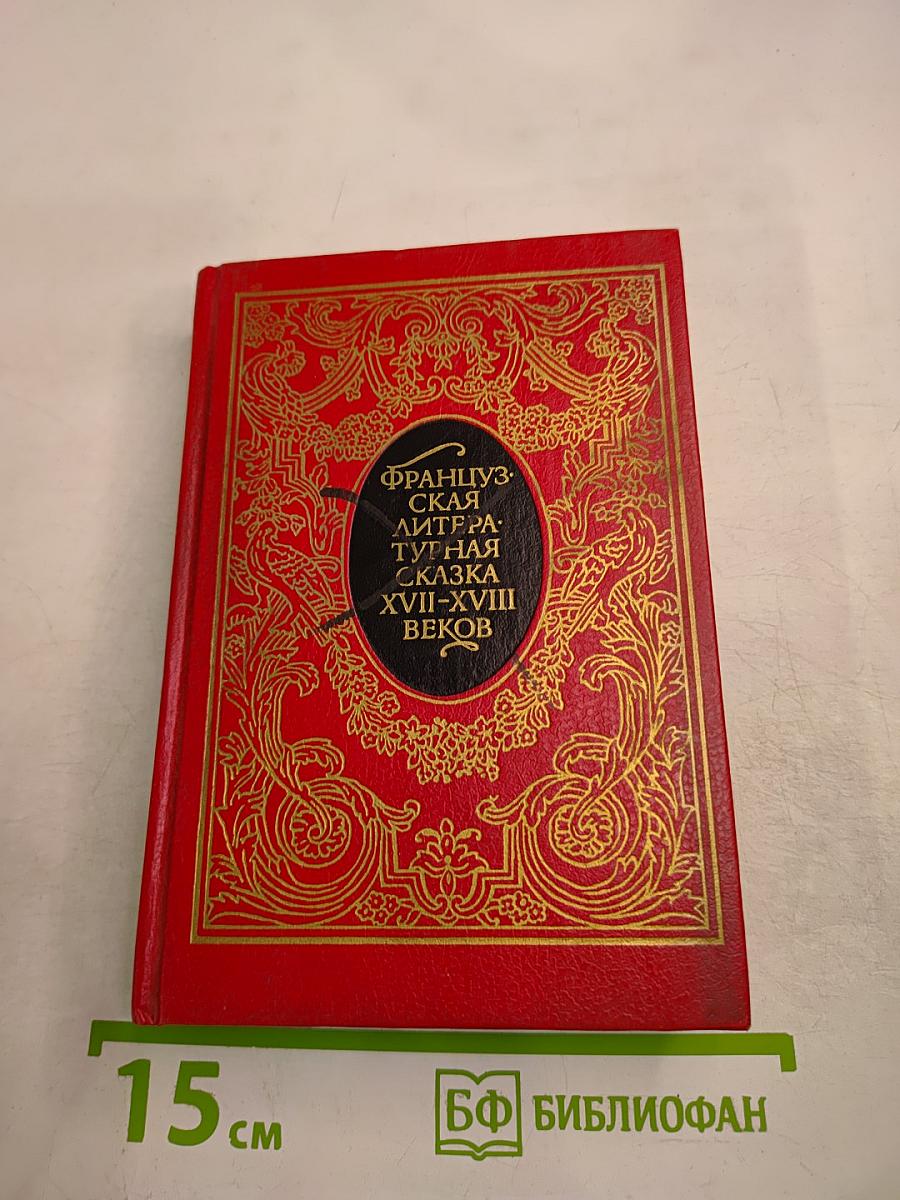 ФРАНЦУЗ·
СКАЯ
ЛИТЕРА·
ТУРНАЯ
СКАЗКА
XVII–XVIII
ВЕКОВ
15 см
БФ БИБЛИОФАН